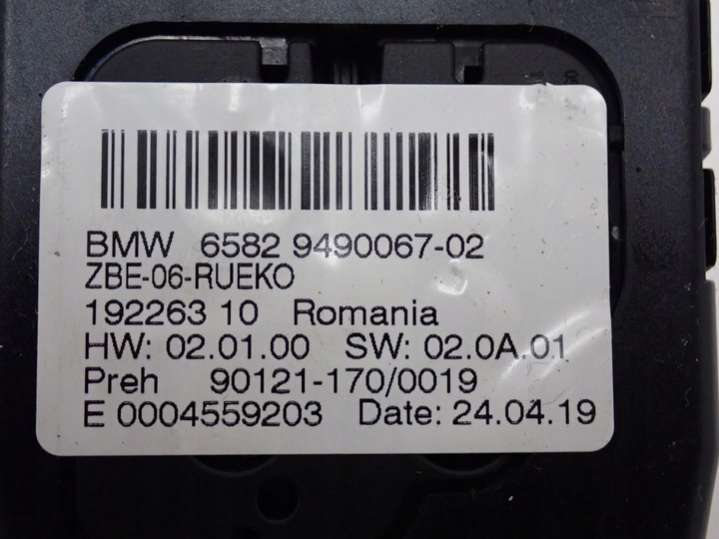 BMW 6582 9490067-02
ZBE-06-RUEKO
192263 10 Romania
HW: 02.01.00 SW: 02.0A.01
Preh 90121-170/0019
E 0004559203 Date: 24.04.19